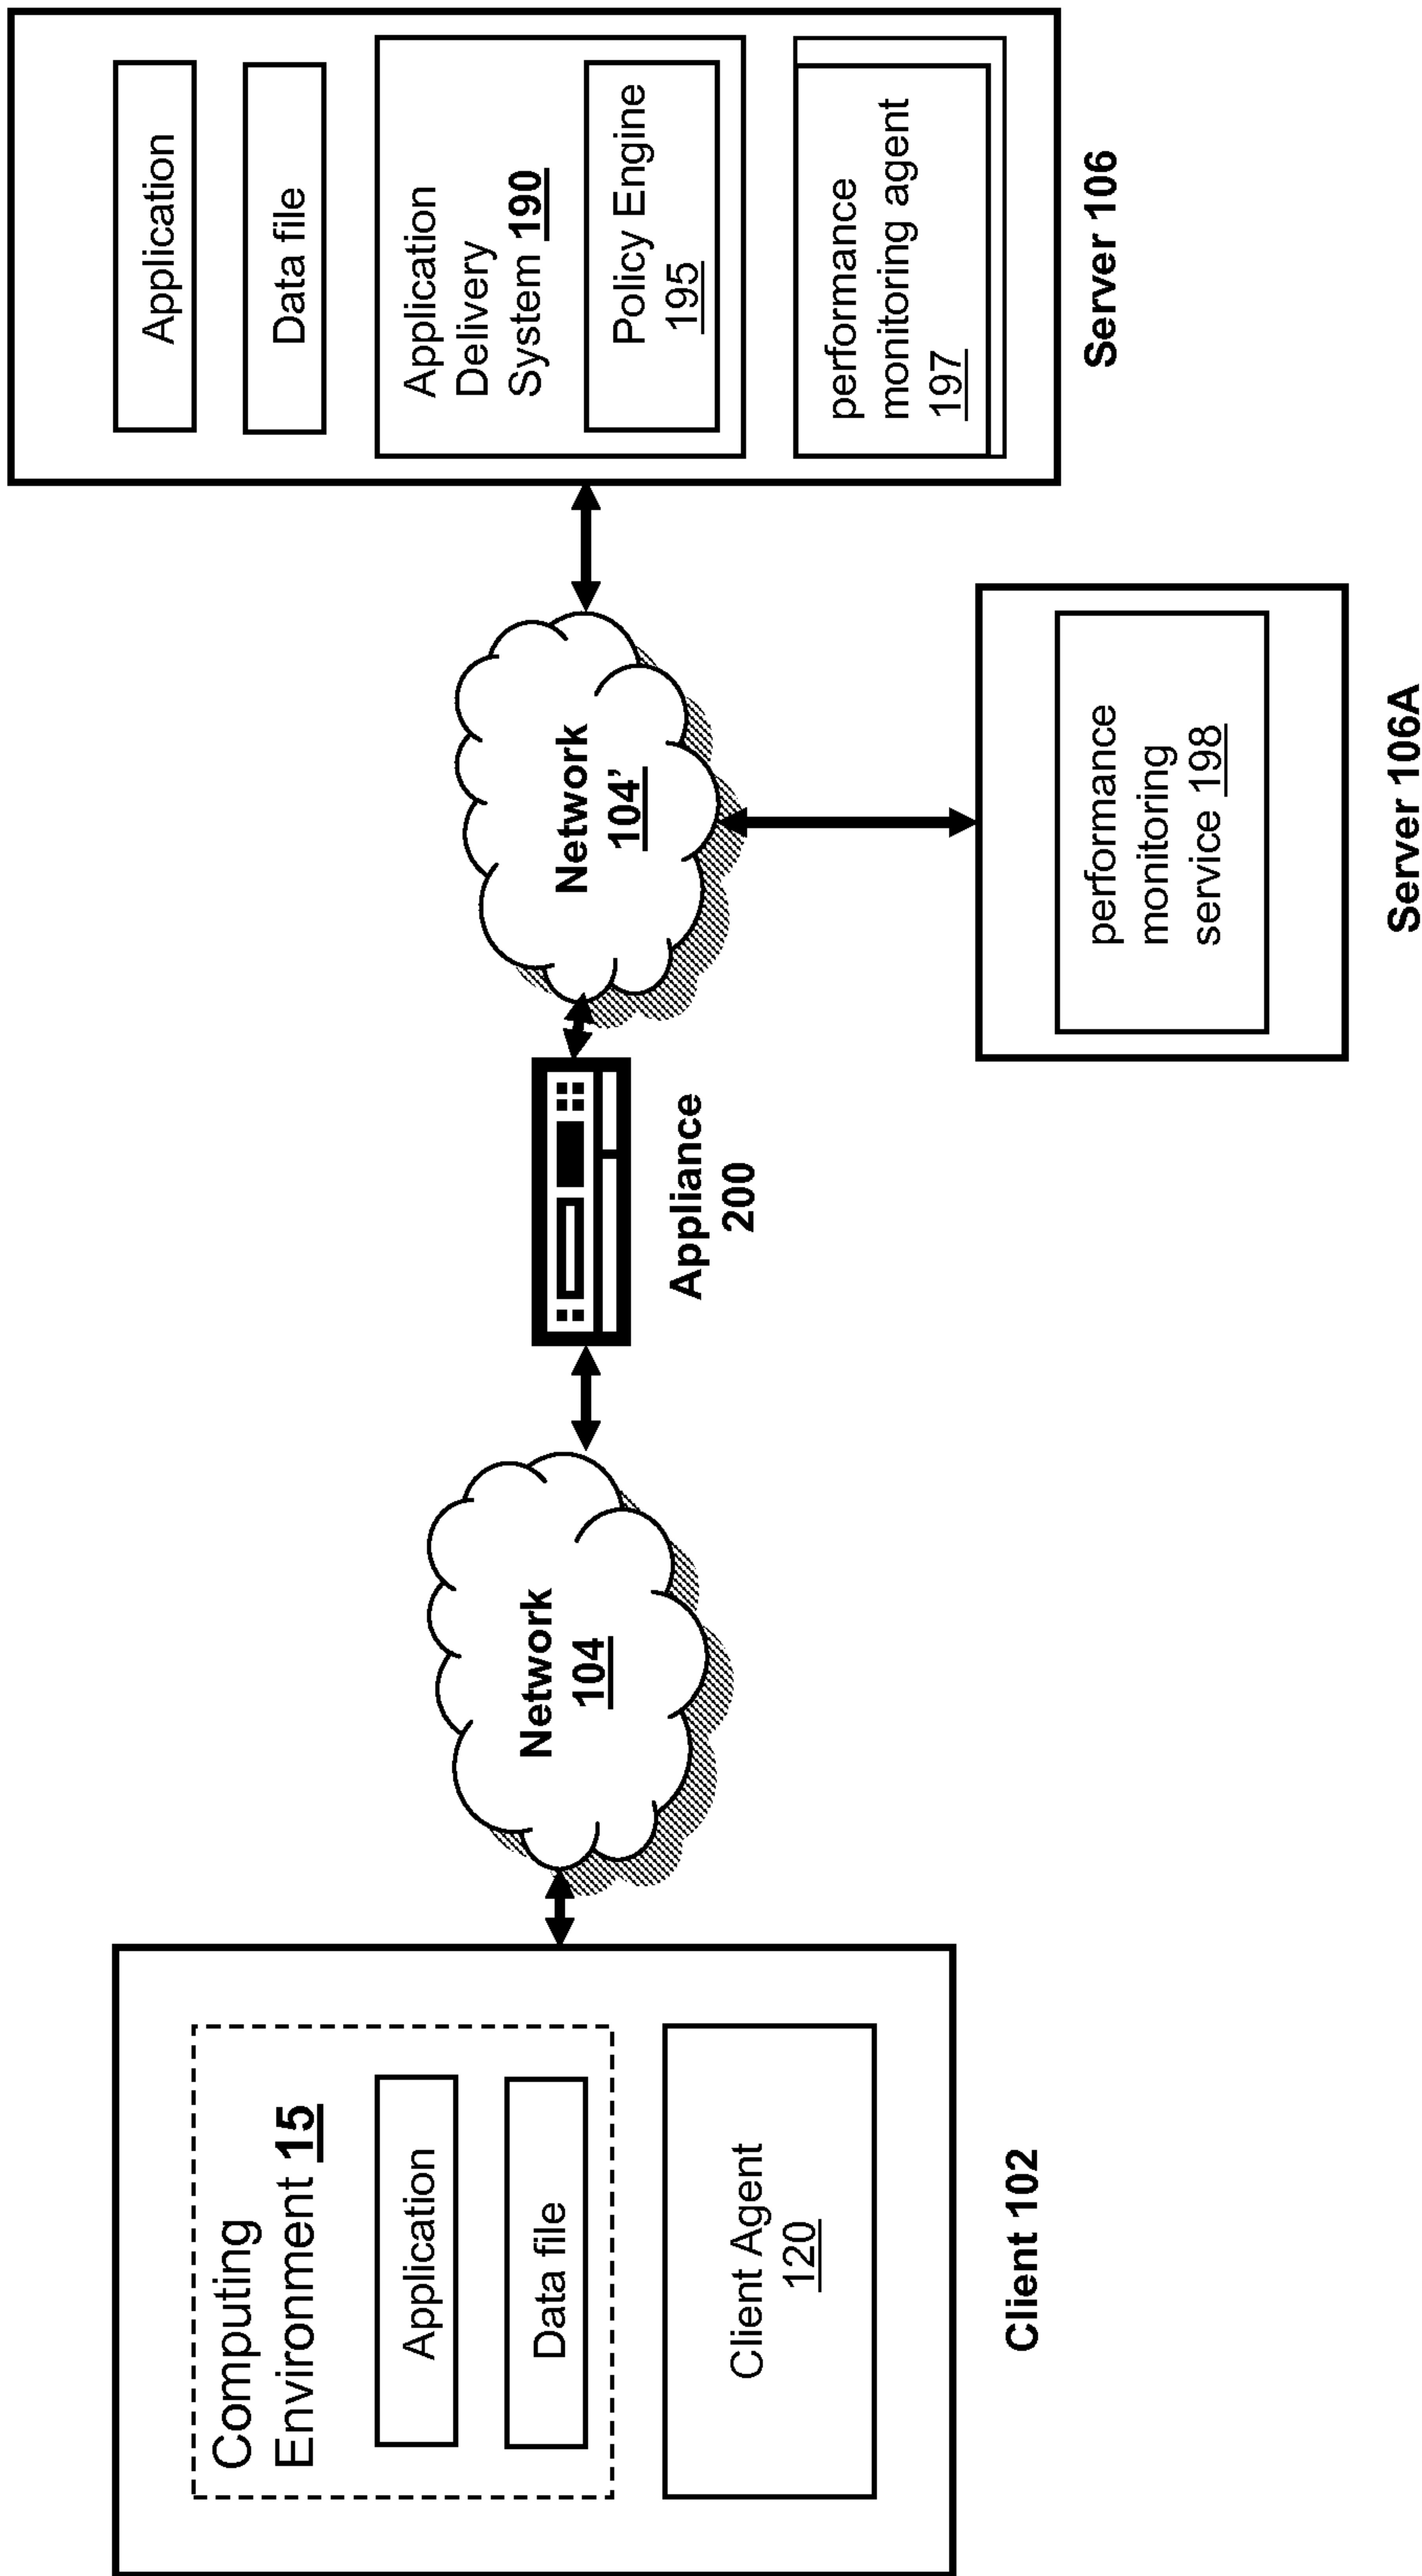 Computing
Environment 15
Application
Data file
Client Agent
120
Client 102
Network
104
Appliance
200
Network
104’
performance
monitoring
service 198
Server 106A
Application
Data file
Application
Delivery
System 190
Policy Engine
195
performance
monitoring agent
197
Server 106